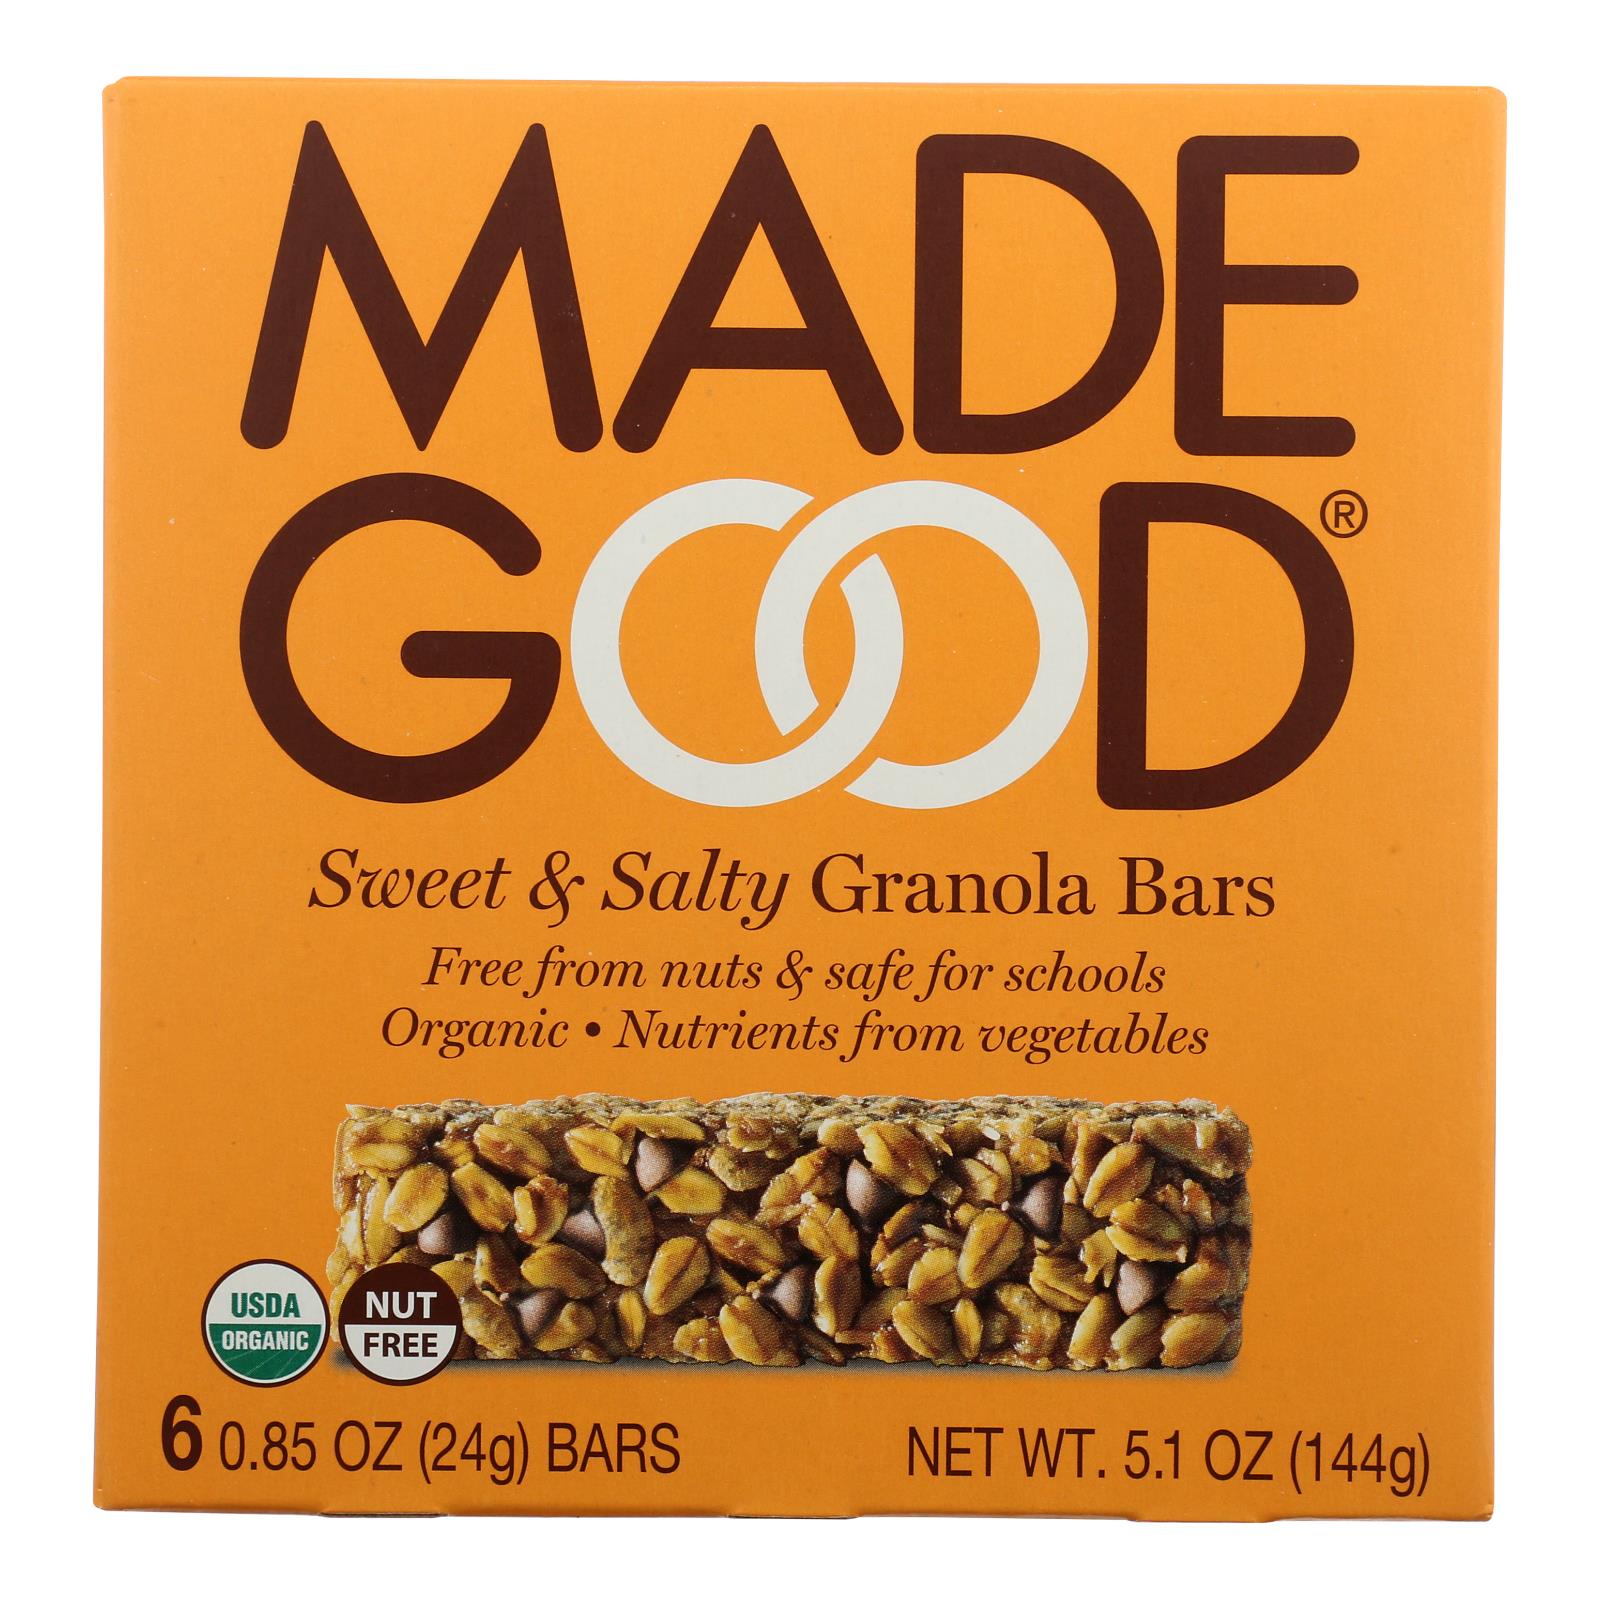 MADE
GOOD®
Sweet & Salty Granola Bars
Free from nuts & safe for schools
Organic • Nutrients from vegetables
USDA
ORGANIC
NUT
FREE
6 0.85 OZ (24g) BARS
NET WT. 5.1 OZ (144g)